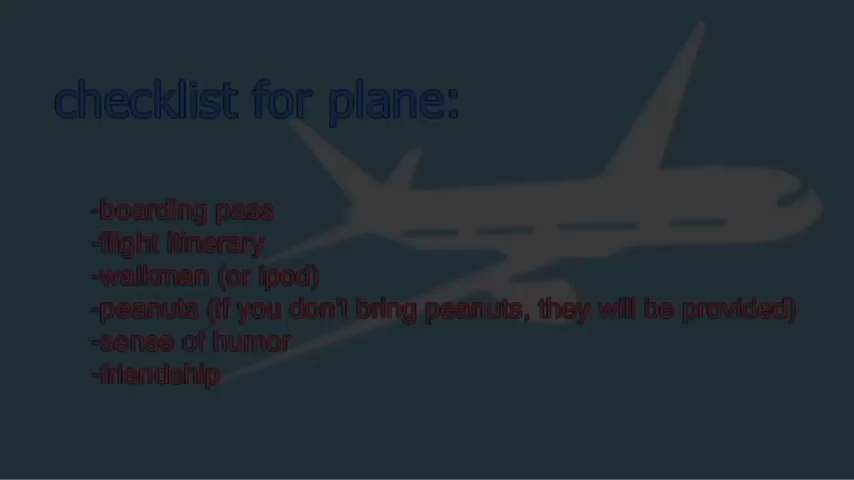 checklist for plane:
-boarding pass
-flight itinerary
-walkman (or ipod)
-peanuts (if you don't bring peanuts, they will be provided)
-sense of humor
-friendship